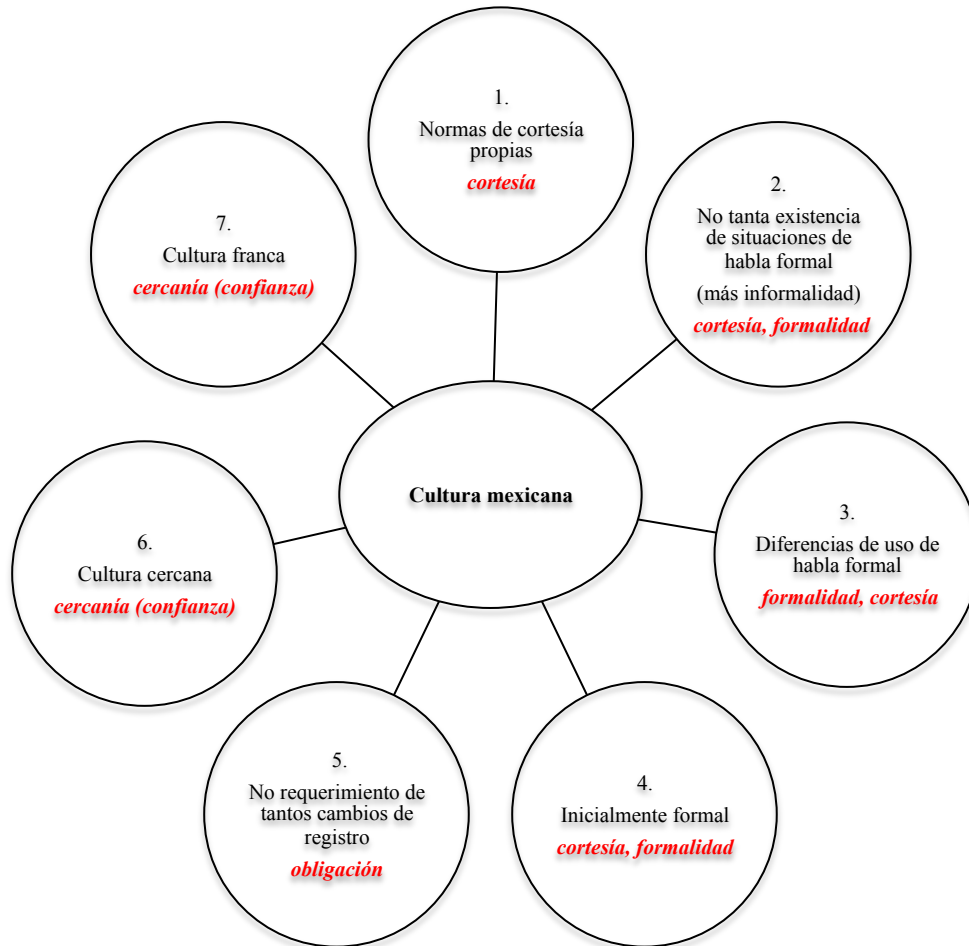 1.
Normas de cortesía
propias
cortesía
2.
No tanta existencia
de situaciones de
habla formal
(más informalidad)
cortesía, formalidad
3.
Diferencias de uso de
habla formal
formalidad, cortesía
4.
Inicialmente formal
cortesía, formalidad
5.
No requerimiento de
tantos cambios de
registro
obligación
6.
Cultura cercana
cercanía (confianza)
7.
Cultura franca
cercanía (confianza)
Cultura mexicana